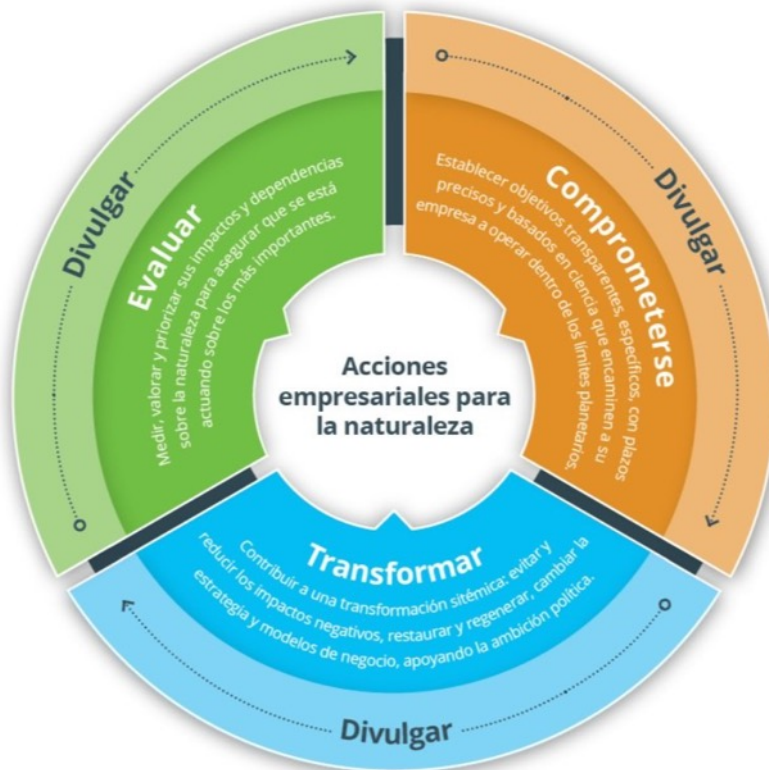 Divulgar
Evaluar
Medir, valorar y priorizar sus impactos y dependencias
sobre la naturaleza para asegurar que se está
actuando sobre los más importantes.
Divulgar
Comprometerse
Establecer objetivos transparentes, específicos, con plazos
precisos y basados en ciencia que encaminen a su
empresa a operar dentro de los límites planetarios.
Acciones
empresariales para
la naturaleza
Transformar
Contribuir a una transformación sitémica: evitar y
reducir los impactos negativos, restaurar y regenerar, cambiar la
estrategia y modelos de negocio, apoyando la ambición política.
Divulgar